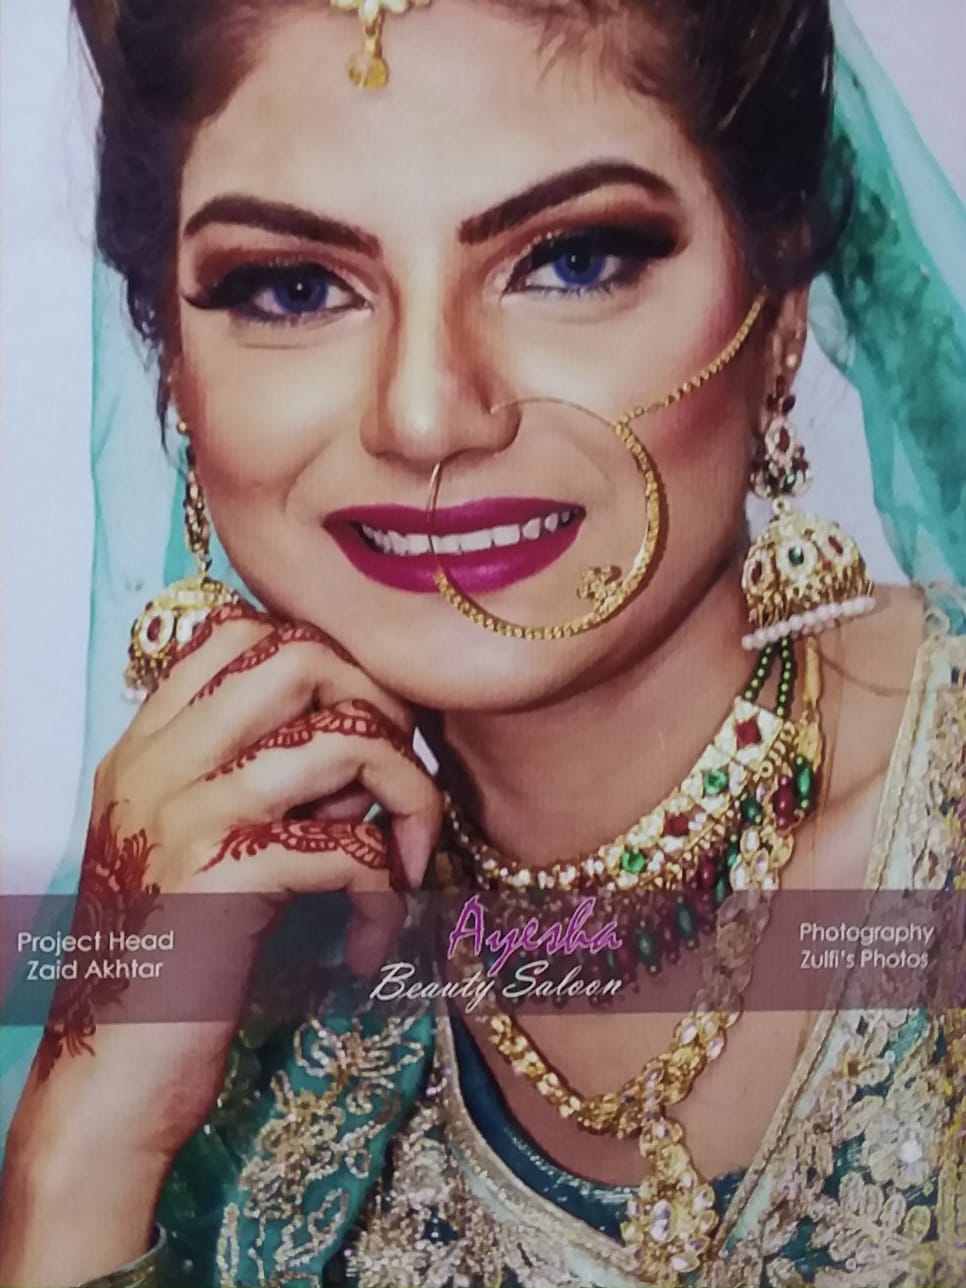 Project Head
Zaid Akhtar
Ayesha
Beauty Saloon
Photography
Zulfi's Photos